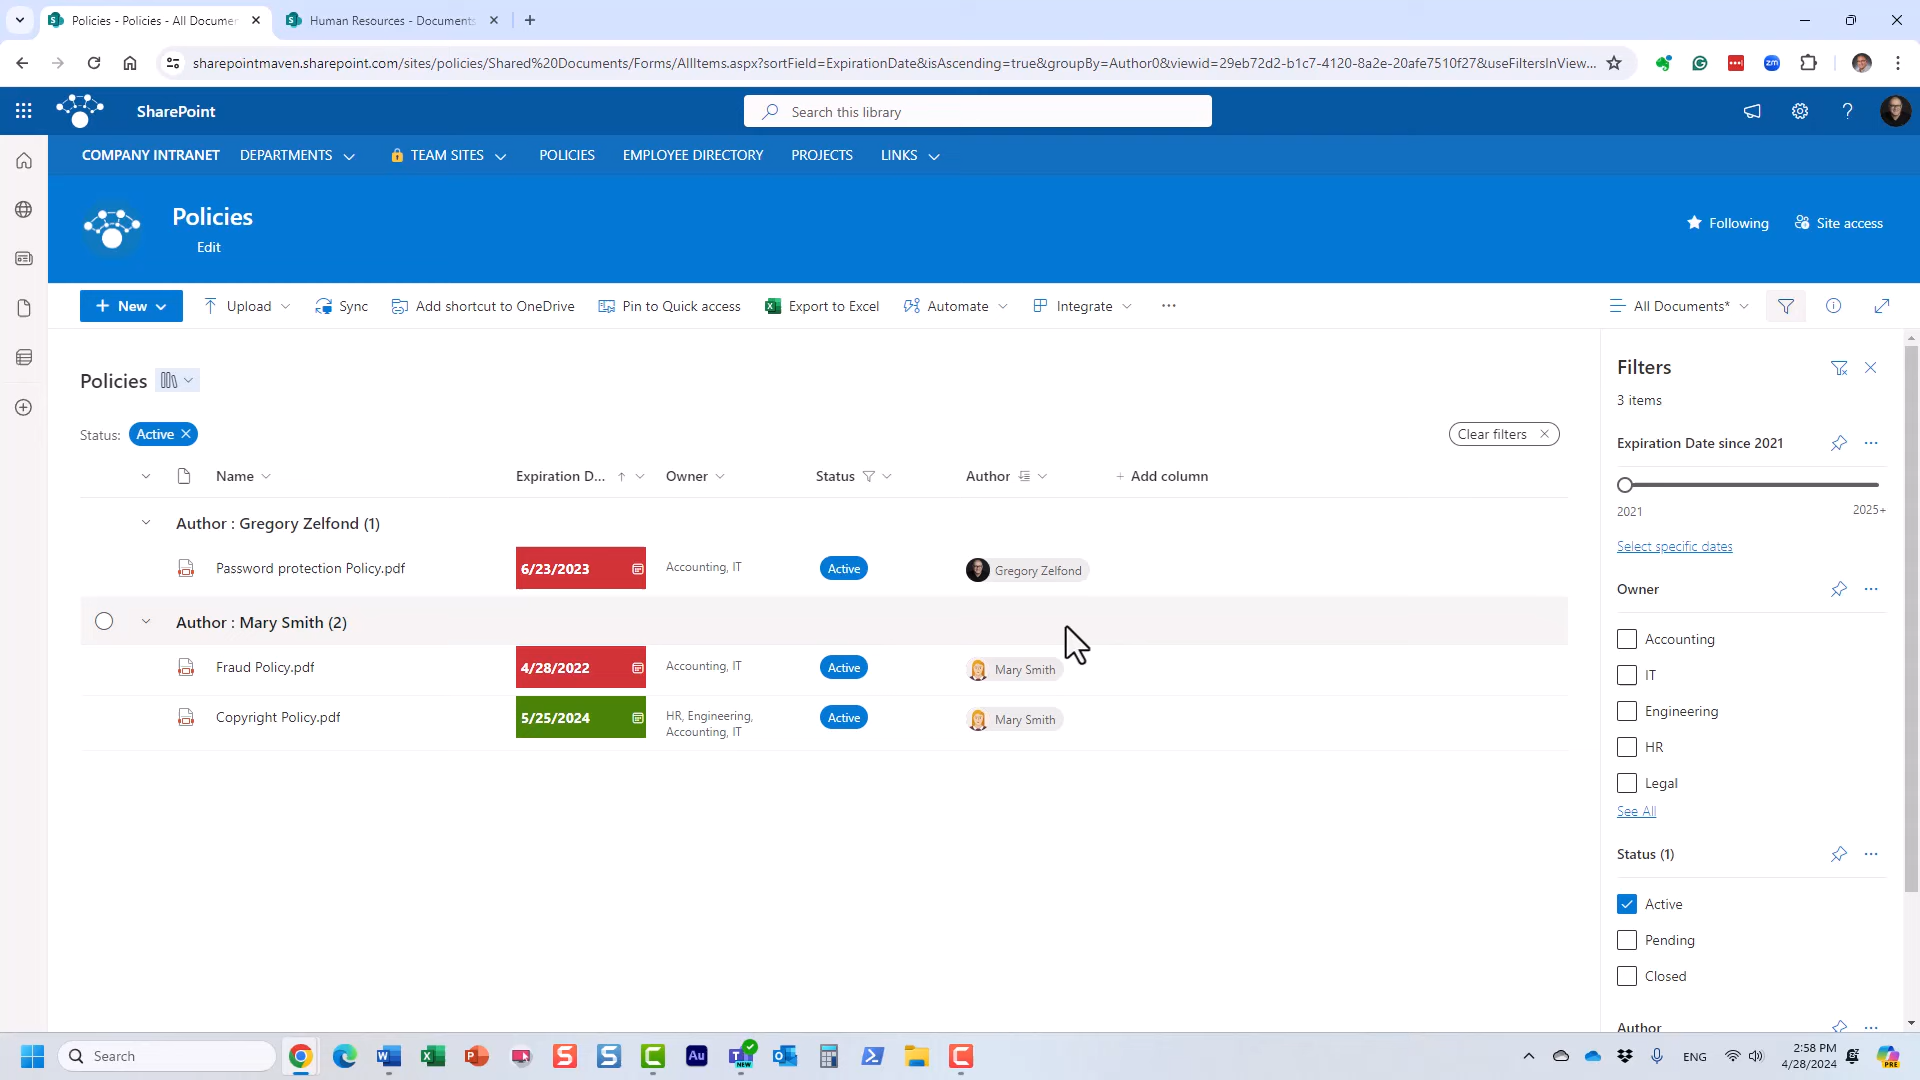 Policies - Policies - All Documen
Human Resources - Documents
sharepointmaven.sharepoint.com/sites/policies/Shared%20Documents/Forms/AllItems.aspx?sortField=ExpirationDate&isAscending=true&groupBy=Author0&viewid=29eb72d2-b1c7-4120-8a2e-20afe7510f27&useFiltersInView...
SharePoint
Search this library
COMPANY INTRANET DEPARTMENTS TEAM SITES POLICIES EMPLOYEE DIRECTORY PROJECTS LINKS
Policies
Edit
Following
Site access
+ New Upload Sync Add shortcut to OneDrive Pin to Quick access Export to Excel Automate Integrate ...
All Documents*
Policies
Status: Active
Clear filters
Name Expiration D... Owner Status Author + Add column
Author : Gregory Zelfond (1)
Password protection Policy.pdf 6/23/2023 Accounting, IT Active Gregory Zelfond
Author : Mary Smith (2)
Fraud Policy.pdf 4/28/2022 Accounting, IT Active Mary Smith
Copyright Policy.pdf 5/25/2024 HR, Engineering, Active Mary Smith
Accounting, IT
Filters
3 items
Expiration Date since 2021
2021 2025+
Select specific dates
Owner
Accounting
IT
Engineering
HR
Legal
See All
Status (1)
Active
Pending
Closed
Author
Search
Au
NEW
zm
ENG
2:58 PM
4/28/2024
PRE